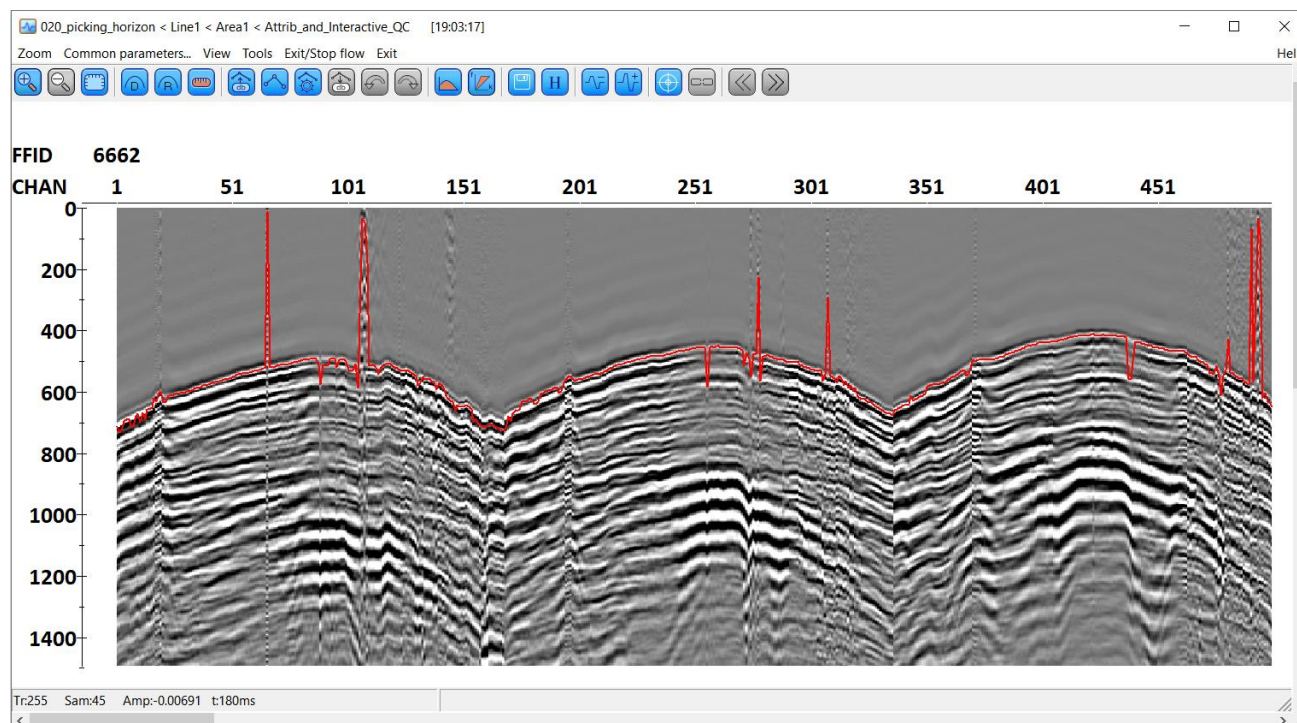 020_picking_horizon < Line1 < Area1 < Attrib_and_Interactive_QC [19:03:17]
Zoom Common parameters... View Tools Exit/Stop flow Exit Hel
D R H
FFID 6662
CHAN 1 51 101 151 201 251 301 351 401 451
0
200
400
600
800
1000
1200
1400
Tr:255 Sam:45 Amp:-0.00691 t:180ms